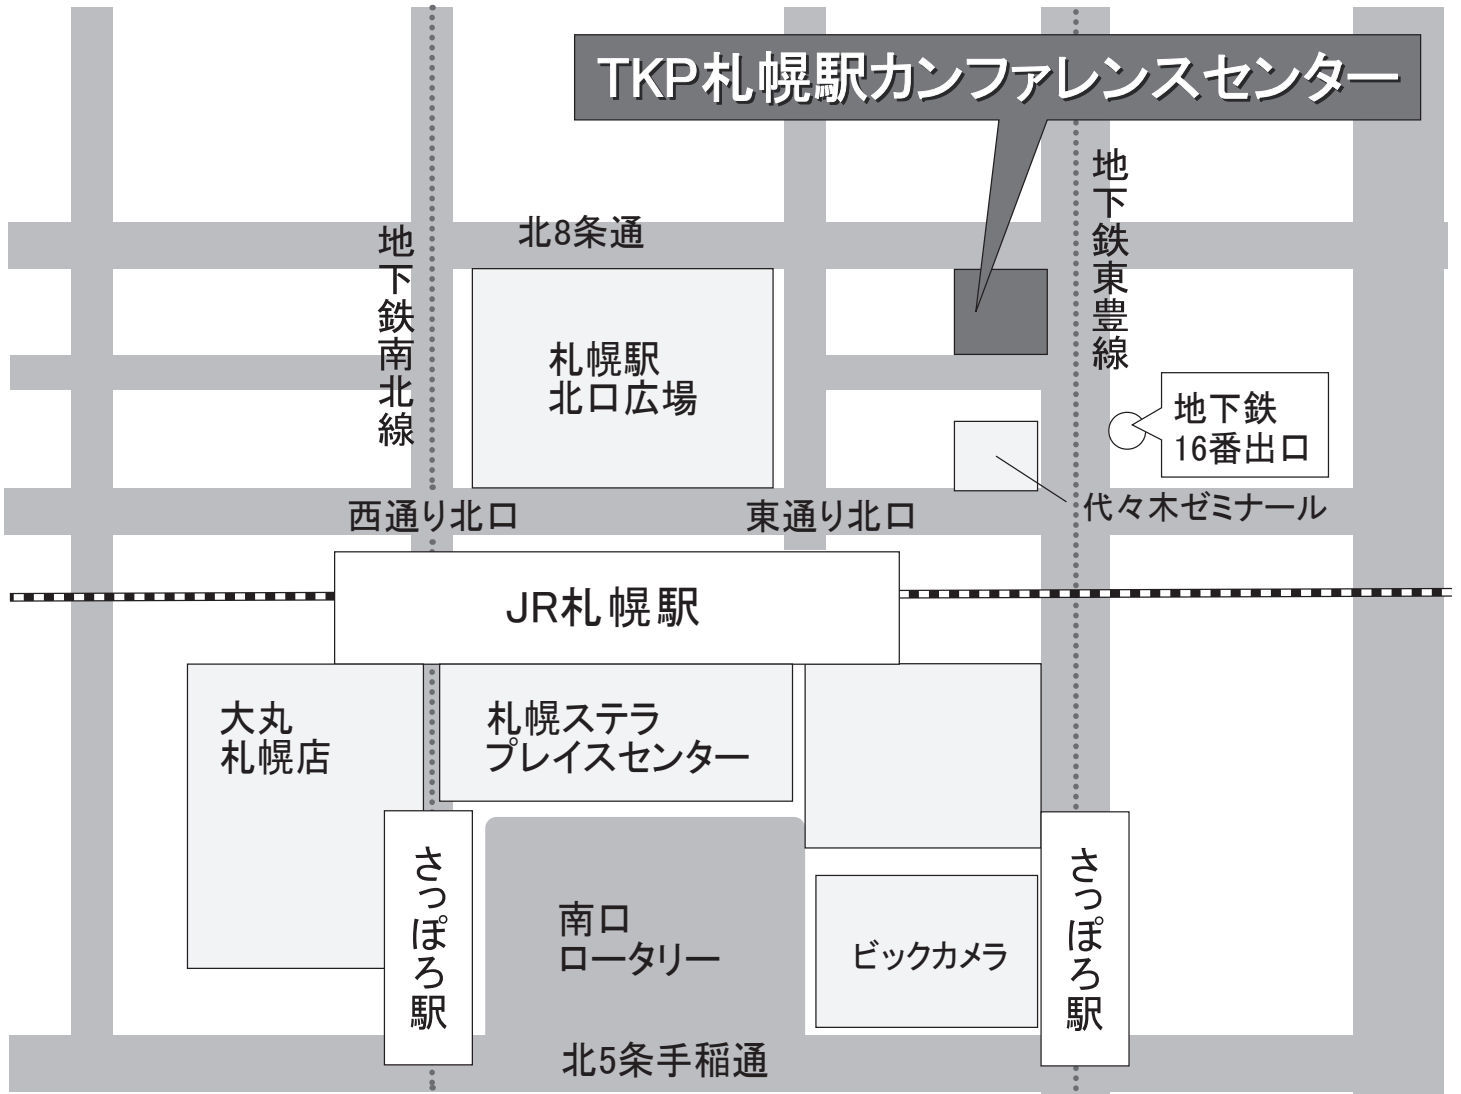 TKP札幌駅カンファレンスセンター
地下鉄東豊線
北8条通
地下鉄南北線
札幌駅
北口広場
地下鉄
16番出口
西通り北口
東通り北口
代々木ゼミナール
JR札幌駅
大丸
札幌店
札幌ステラ
プレイスセンター
さっぽろ駅
さっぽろ駅
南口
ロータリー
ビックカメラ
北5条手稲通